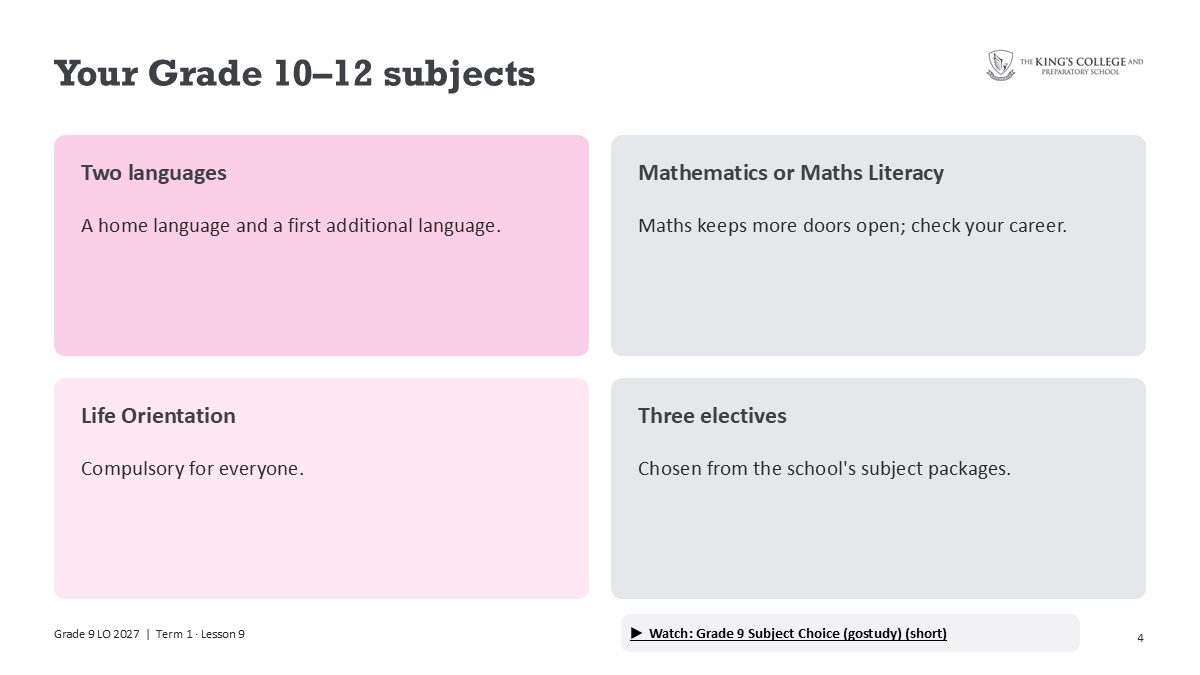 Your Grade 10–12 subjects
THE KING'S COLLEGE AND
PREPARATORY SCHOOL
Two languages
A home language and a first additional language.
Mathematics or Maths Literacy
Maths keeps more doors open; check your career.
Life Orientation
Compulsory for everyone.
Three electives
Chosen from the school's subject packages.
Grade 9 LO 2027 | Term 1 · Lesson 9
▶ Watch: Grade 9 Subject Choice (gostudy) (short)
4